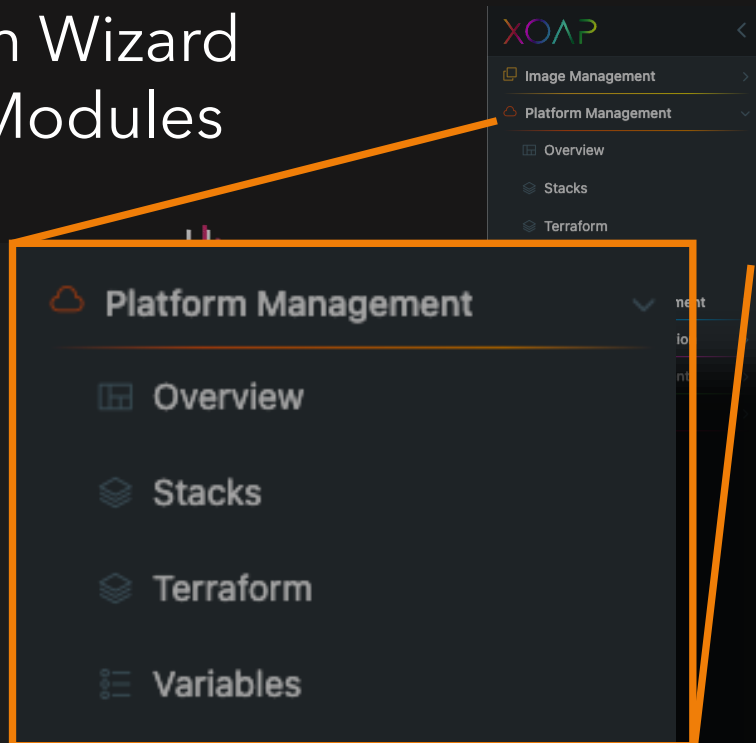 n Wizard
Modules
XOAP
Image Management
Platform Management
Overview
Stacks
Terraform
Platform Management
Overview
Stacks
Terraform
Variables